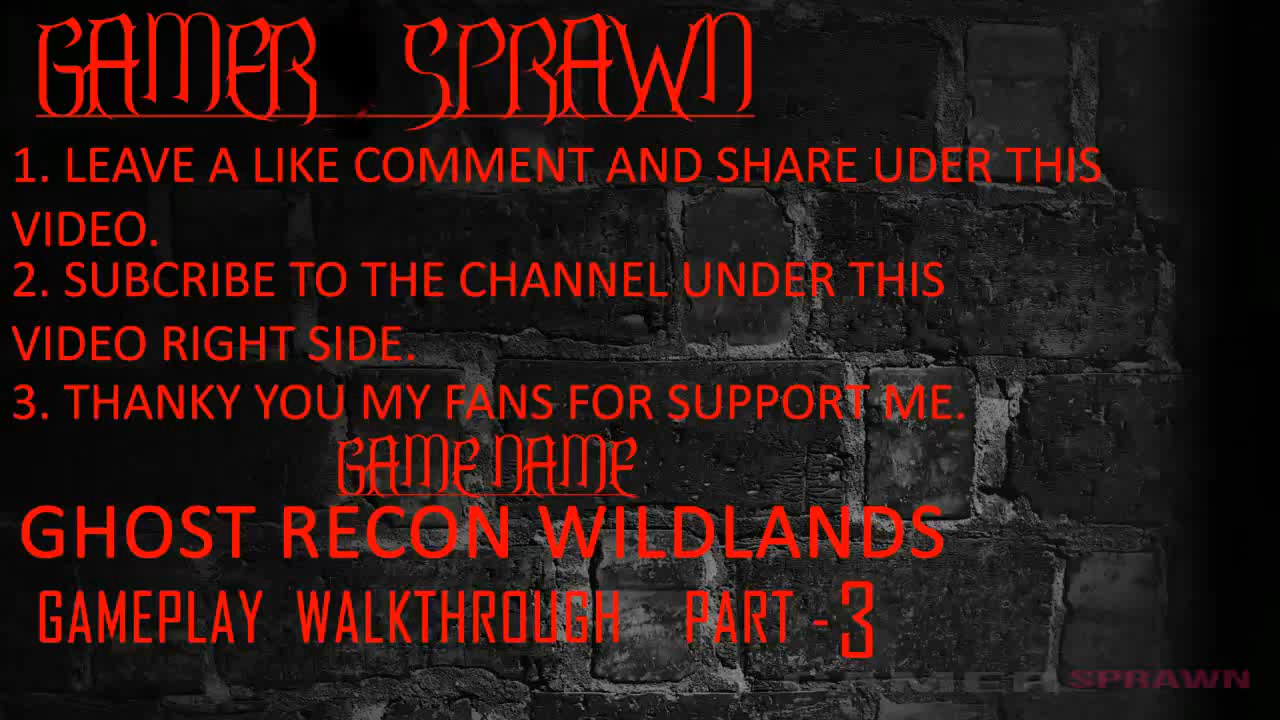 GAMER SPRAWN
1. LEAVE A LIKE COMMENT AND SHARE UDER THIS
VIDEO.
2. SUBCRIBE TO THE CHANNEL UNDER THIS
VIDEO RIGHT SIDE.
3. THANKY YOU MY FANS FOR SUPPORT ME.
GAME NAME
GHOST RECON WILDLANDS
GAMEPLAY WALKTHROUGH PART - 3
GAMER SPRAWN